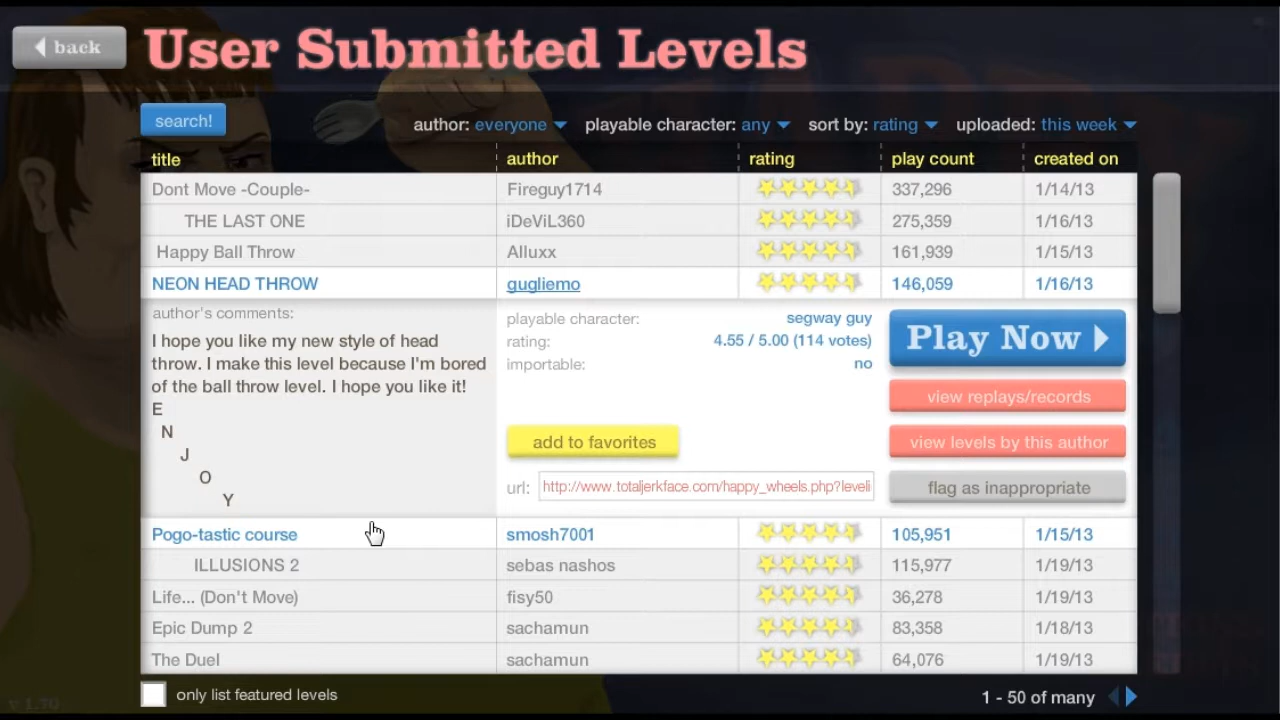 back
User Submitted Levels
search!
author: everyone playable character: any sort by: rating uploaded: this week
title author rating play count created on
Dont Move -Couple- Fireguy1714 337,296 1/14/13
THE LAST ONE iDeViL360 275,359 1/16/13
Happy Ball Throw Alluxx 161,939 1/15/13
NEON HEAD THROW gugliemo 146,059 1/16/13
author's comments:
I hope you like my new style of head
throw. I make this level because I'm bored
of the ball throw level. I hope you like it!
E
N
J
O
Y
playable character: segway guy
rating: 4.55 / 5.00 (114 votes)
importable: no
add to favorites
url: http://www.totaljerkface.com/happy_wheels.php?leveli
Play Now
view replays/records
view levels by this author
flag as inappropriate
Pogo-tastic course smosh7001 105,951 1/15/13
ILLUSIONS 2 sebas nashos 115,977 1/19/13
Life... (Don't Move) fisy50 36,278 1/19/13
Epic Dump 2 sachamun 83,358 1/18/13
The Duel sachamun 64,076 1/19/13
only list featured levels
1 - 50 of many